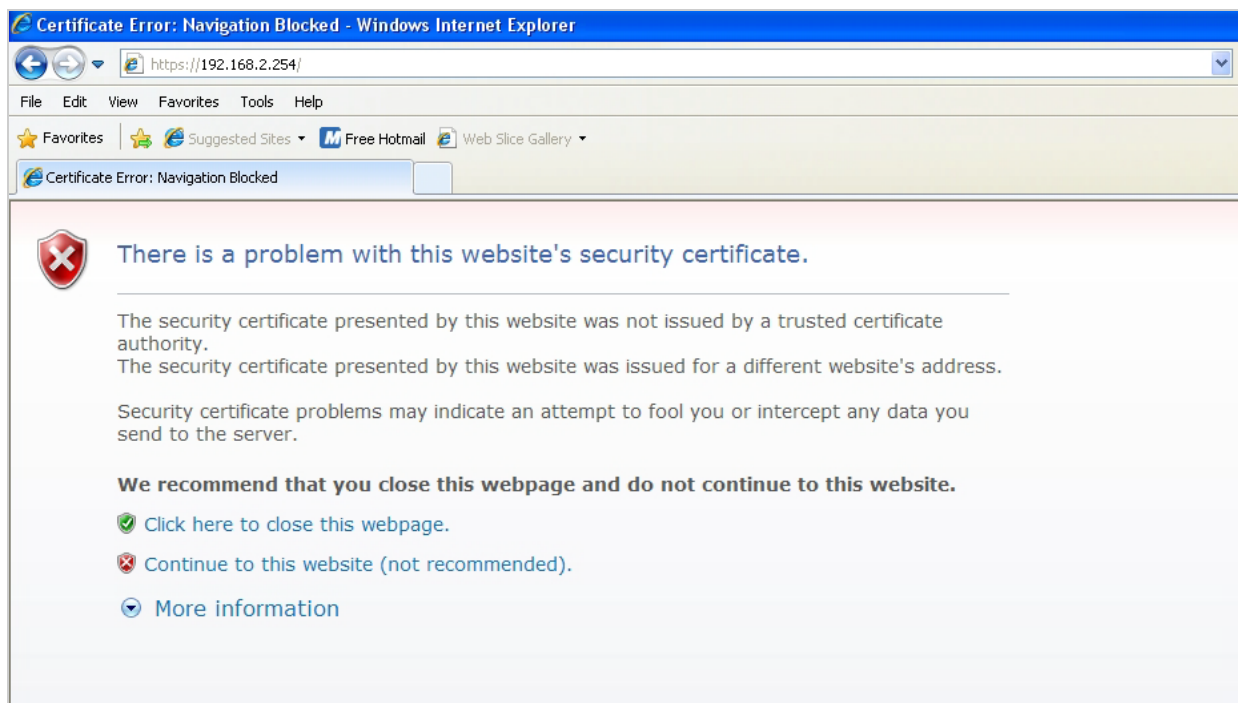 Certificate Error: Navigation Blocked - Windows Internet Explorer
https://192.168.2.254/
File Edit View Favorites Tools Help
Favorites Suggested Sites Free Hotmail Web Slice Gallery
Certificate Error: Navigation Blocked
There is a problem with this website's security certificate.
The security certificate presented by this website was not issued by a trusted certificate
authority.
The security certificate presented by this website was issued for a different website's address.
Security certificate problems may indicate an attempt to fool you or intercept any data you
send to the server.
We recommend that you close this webpage and do not continue to this website.
Click here to close this webpage.
Continue to this website (not recommended).
More information